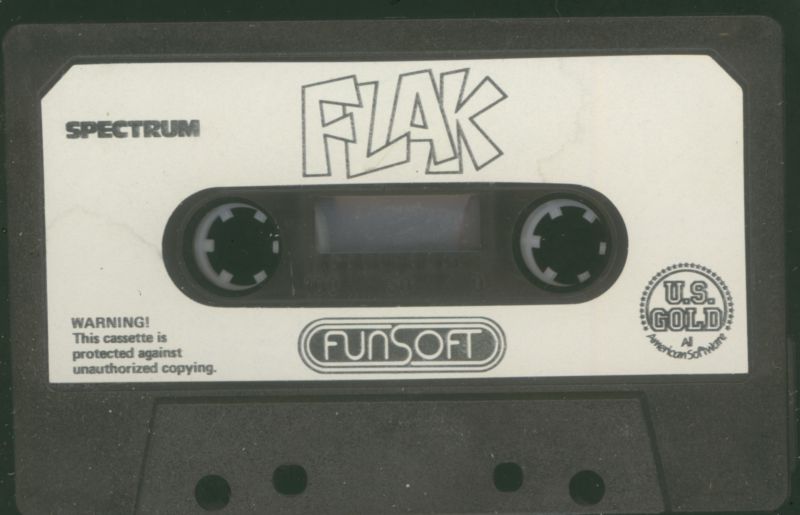 FLAK
SPECTRUM
U.S.
GOLD
All
American Software
WARNING!
This cassette is
protected against
unauthorized copying.
FUNSOFT